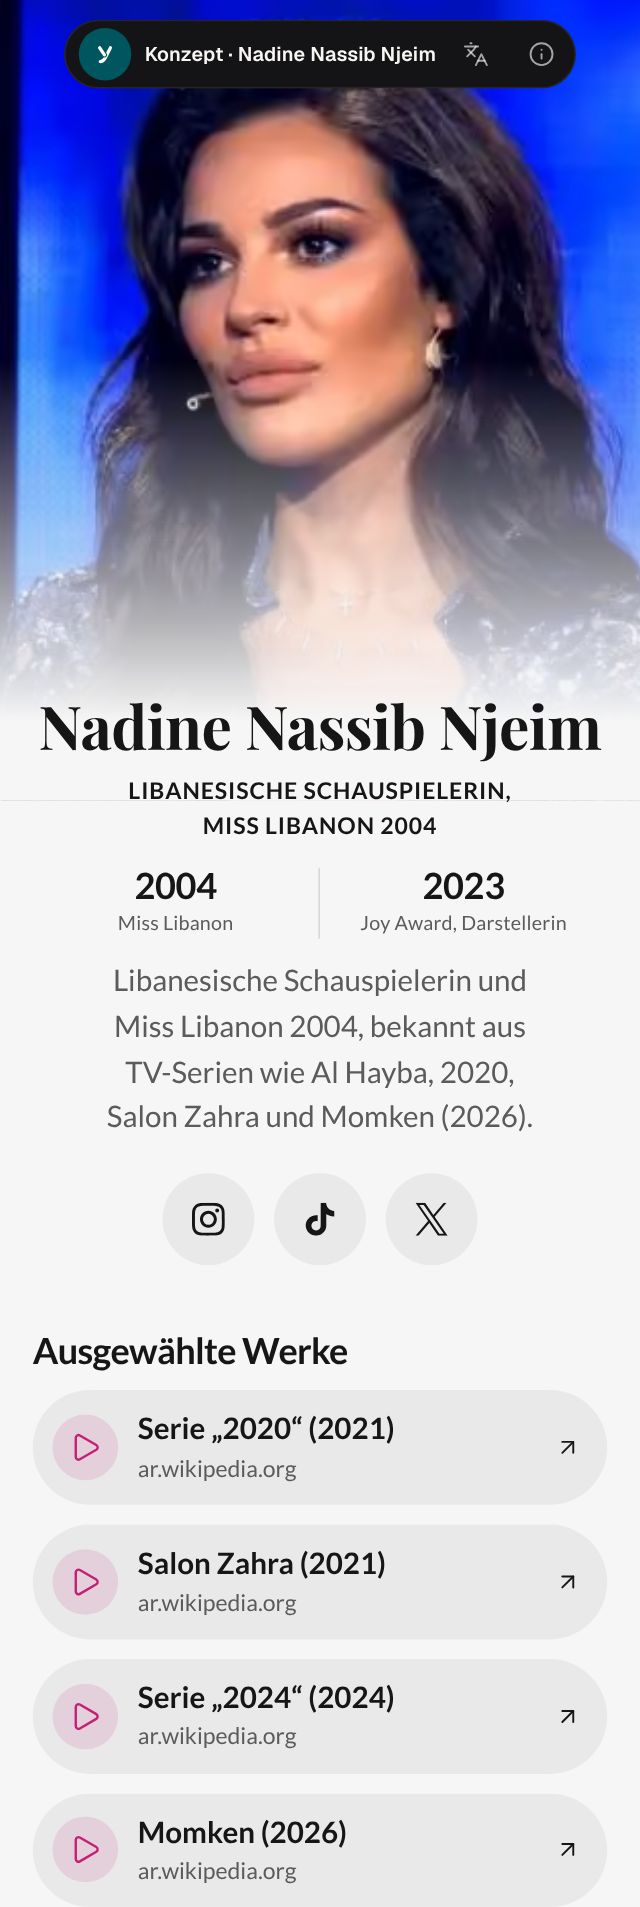 y
Konzept · Nadine Nassib Njeim
Nadine Nassib Njeim
LIBANESISCHE SCHAUSPIELERIN,
MISS LIBANON 2004
2004
Miss Libanon
2023
Joy Award, Darstellerin
Libanesische Schauspielerin und
Miss Libanon 2004, bekannt aus
TV-Serien wie Al Hayba, 2020,
Salon Zahra und Momken (2026).
Ausgewählte Werke
Serie „2020“ (2021)
ar.wikipedia.org
Salon Zahra (2021)
ar.wikipedia.org
Serie „2024“ (2024)
ar.wikipedia.org
Momken (2026)
ar.wikipedia.org